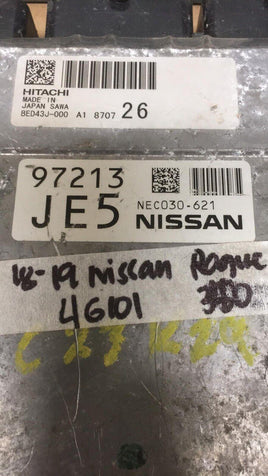 HITACHI
MADE IN
JAPAN SAWA
BED43J-000 A1 8707 26
97213
JE5
NEC030-621
NISSAN
18-19 nissan Rogue
46101 350